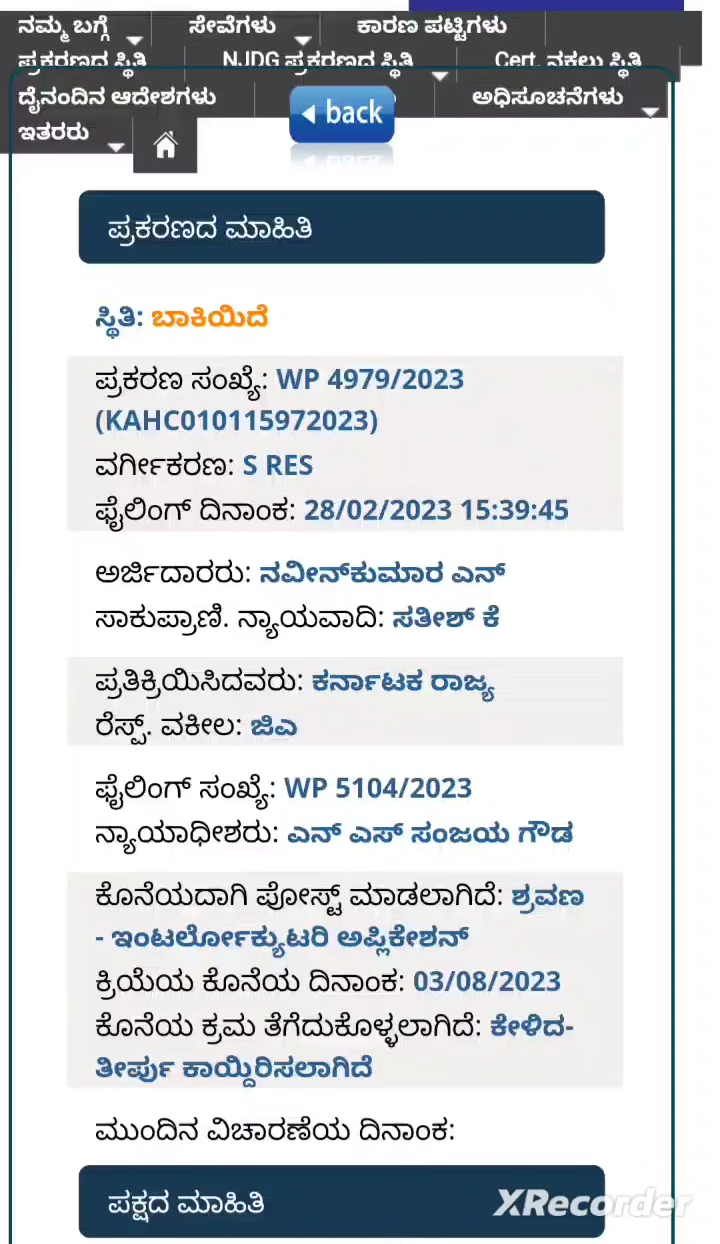 ನಮ್ಮ ಬಗ್ಗೆ ಸೇವೆಗಳು ಕಾರಣ ಪಟ್ಟಿಗಳು
ಪ್ರಕರಣದ ಸ್ಥಿತಿ NJDG ಪ್ರಕರಣದ ಸ್ಥಿತಿ Cert. ನಕಲು ಸ್ಥಿತಿ
ದೈನಂದಿನ ಆದೇಶಗಳು ಅಧಿಸೂಚನೆಗಳು
back
ಇತರರು
ಪ್ರಕರಣದ ಮಾಹಿತಿ
ಸ್ಥಿತಿ: ಬಾಕಿಯಿದೆ
ಪ್ರಕರಣ ಸಂಖ್ಯೆ: WP 4979/2023
(KAHC010115972023)
ವರ್ಗೀಕರಣ: S RES
ಫೈಲಿಂಗ್ ದಿನಾಂಕ: 28/02/2023 15:39:45
ಅರ್ಜಿದಾರರು: ನವೀನ್‌ಕುಮಾರ ಎನ್
ಸಾಕುಪ್ರಾಣಿ. ನ್ಯಾಯವಾದಿ: ಸತೀಶ್ ಕೆ
ಪ್ರತಿಕ್ರಿಯಿಸಿದವರು: ಕರ್ನಾಟಕ ರಾಜ್ಯ
ರೆಸ್ಪ್. ವಕೀಲ: ಜಿಎ
ಫೈಲಿಂಗ್ ಸಂಖ್ಯೆ: WP 5104/2023
ನ್ಯಾಯಾಧೀಶರು: ಎನ್ ಎಸ್ ಸಂಜಯ ಗೌಡ
ಕೊನೆಯದಾಗಿ ಪೋಸ್ಟ್ ಮಾಡಲಾಗಿದೆ: ಶ್ರವಣ
- ಇಂಟರ್ಲೋಕ್ಯುಟರಿ ಅಪ್ಲಿಕೇಶನ್
ಕ್ರಿಯೆಯ ಕೊನೆಯ ದಿನಾಂಕ: 03/08/2023
ಕೊನೆಯ ಕ್ರಮ ತೆಗೆದುಕೊಳ್ಳಲಾಗಿದೆ: ಕೇಳಿದ-
ತೀರ್ಪು ಕಾಯ್ದಿರಿಸಲಾಗಿದೆ
ಮುಂದಿನ ವಿಚಾರಣೆಯ ದಿನಾಂಕ:
ಪಕ್ಷದ ಮಾಹಿತಿ
XRecorder